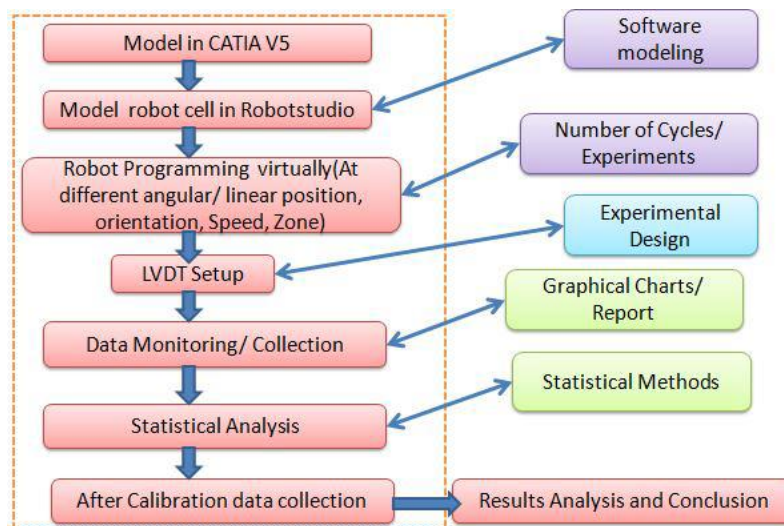 Model in CATIA V5
Software
modeling
Model robot cell in Robotstudio
Number of Cycles/
Experiments
Robot Programming virtually(At
different angular/ linear position,
orientation, Speed, Zone)
Experimental
Design
LVDT Setup
Graphical Charts/
Report
Data Monitoring/ Collection
Statistical Methods
Statistical Analysis
After Calibration data collection
Results Analysis and Conclusion